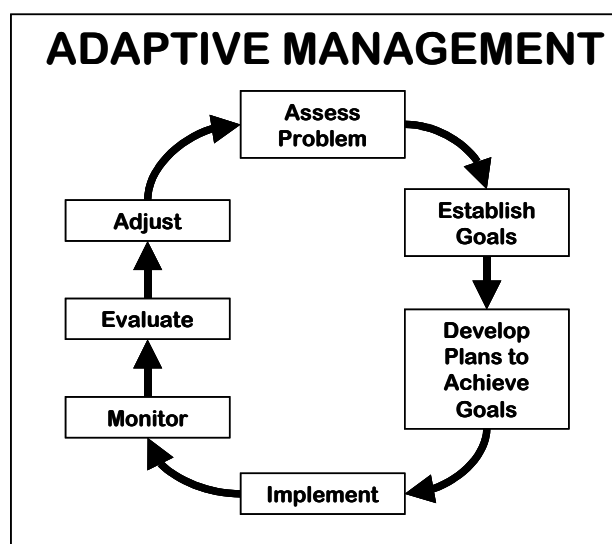 ADAPTIVE MANAGEMENT
Assess
Problem
Establish
Goals
Develop
Plans to
Achieve
Goals
Implement
Monitor
Evaluate
Adjust